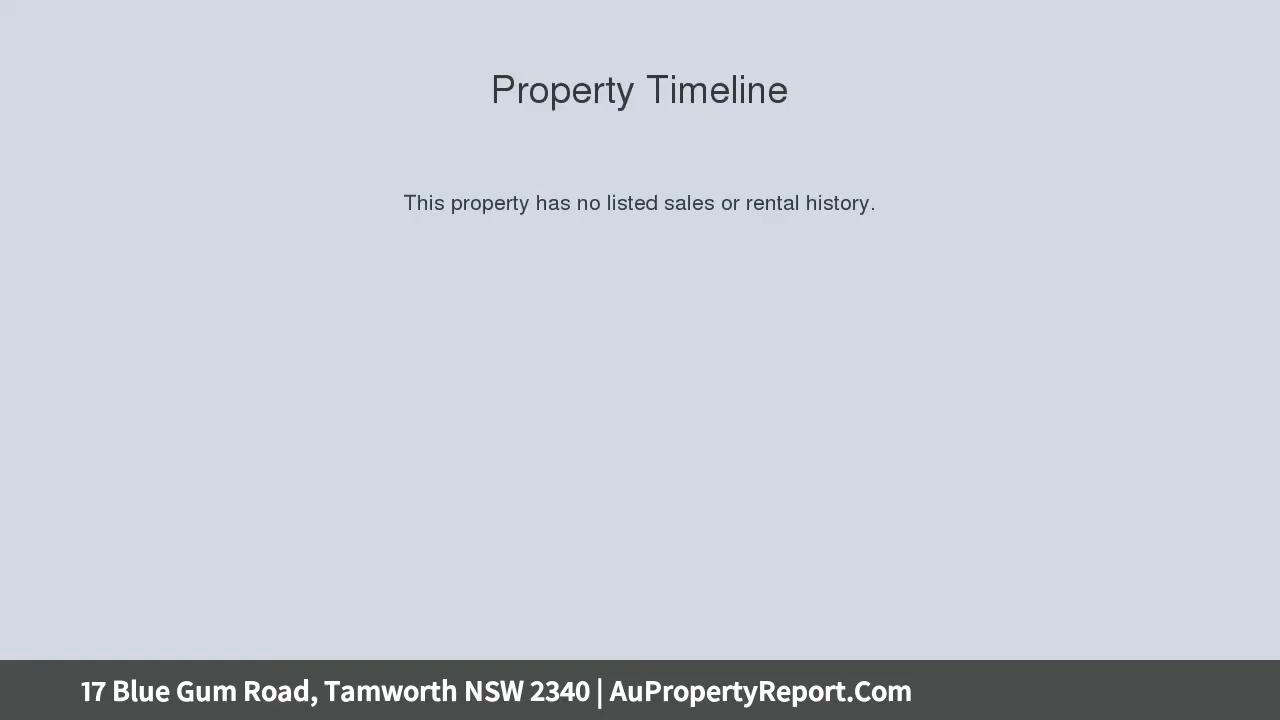 Property Timeline
This property has no listed sales or rental history.
17 Blue Gum Road, Tamworth NSW 2340 | AuPropertyReport.Com